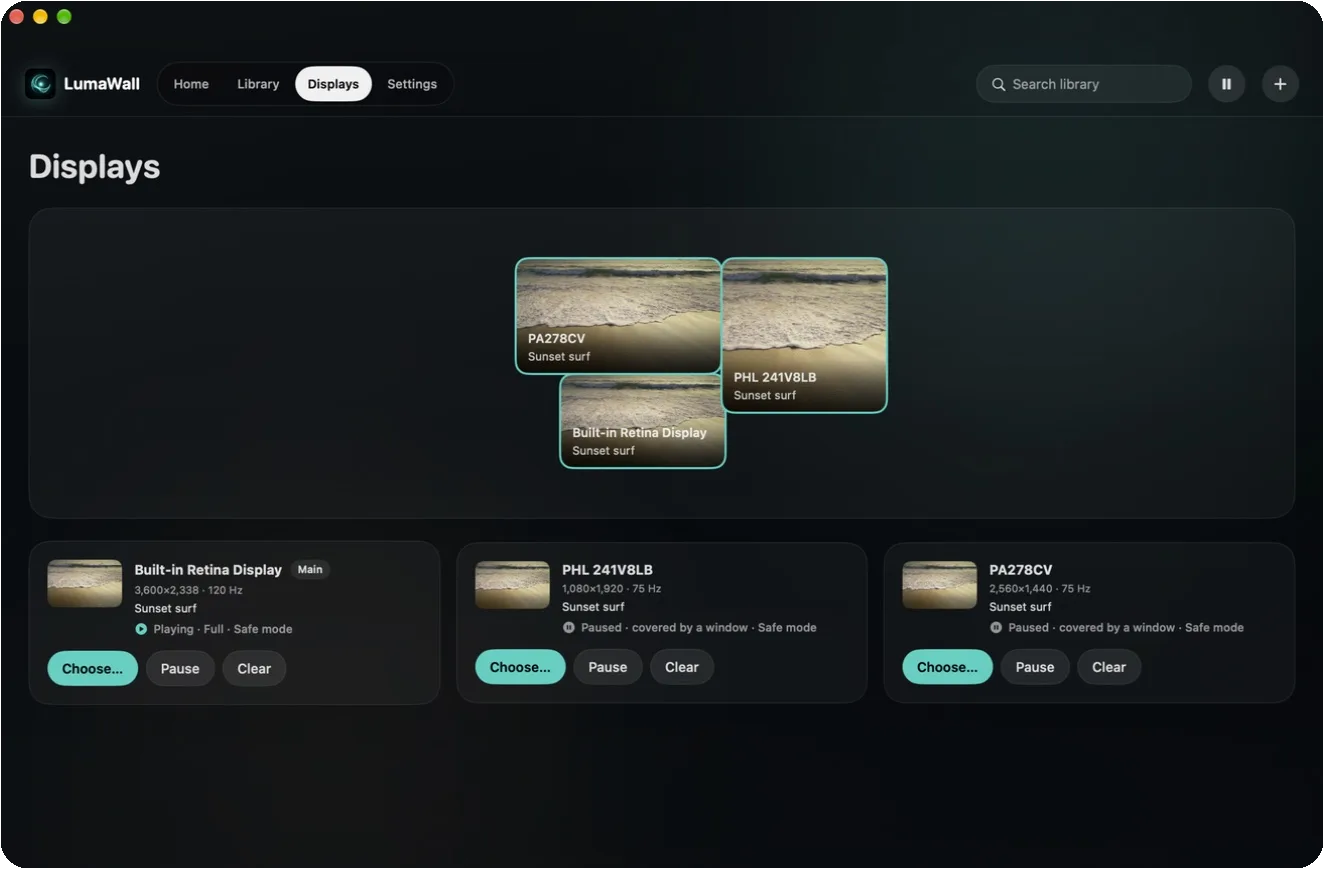 LumaWall
Home
Library
Displays
Settings
Search library
Displays
PA278CV
Sunset surf
PHL 241V8LB
Sunset surf
Built-in Retina Display
Sunset surf
Built-in Retina Display Main
3,600×2,338 · 120 Hz
Sunset surf
Playing · Full · Safe mode
Choose... Pause Clear
PHL 241V8LB
1,080×1,920 · 75 Hz
Sunset surf
Paused · covered by a window · Safe mode
Choose... Pause Clear
PA278CV
2,560×1,440 · 75 Hz
Sunset surf
Paused · covered by a window · Safe mode
Choose... Pause Clear